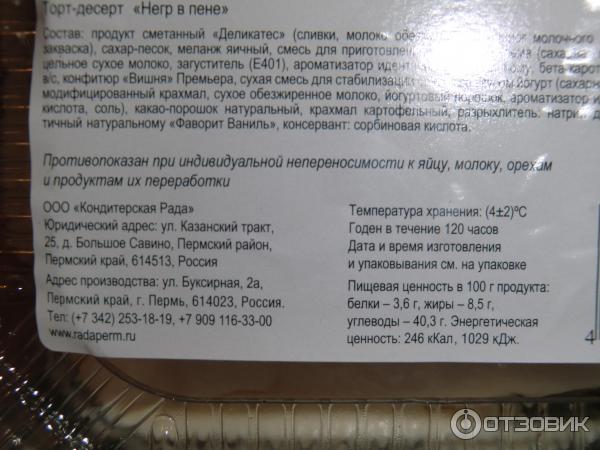 Торт-десерт «Негр в пене»
Состав: продукт сметанный «Деликатес» (сливки, молоко молочного
закваска), сахар-песок, меланж яичный, смесь для
цельное сухое молоко, загуститель (E401), ароматизатор бета-
в/с, конфитюр «Вишня» Премьера, сухая смесь для йогурт
модифицированный крахмал, сухое обезжиренное молоко, йогуртовый порошок, ароматизатор
кислота, соль), какао-порошок натуральный, крахмал картофельный, разрыхлитель: натрий
тичный натуральному «Фаворит Ваниль», консервант: сорбиновая кислота.
Противопоказан при индивидуальной непереносимости к яйцу, молоку, орехам
и продуктам их переработки
ООО «Кондитерская Рада»
Юридический адрес: ул. Казанский тракт,
25, д. Большое Савино, Пермский район,
Пермский край, 614513, Россия
Адрес производства: ул. Буксирная, 2а,
Пермский край, г. Пермь, 614023, Россия.
Тел: (+7 342) 253-18-19, +7 909 116-33-00
www.radaperm.ru
Температура хранения: (4±2)ºС
Годен в течение 120 часов
Дата и время изготовления
и упаковывания см. на упаковке
Пищевая ценность в 100 г продукта:
белки – 3,6 г, жиры – 8,5 г,
углеводы – 40,3 г. Энергетическая
ценность: 246 кКал, 1029 кДж.
4
ОТЗОВИК